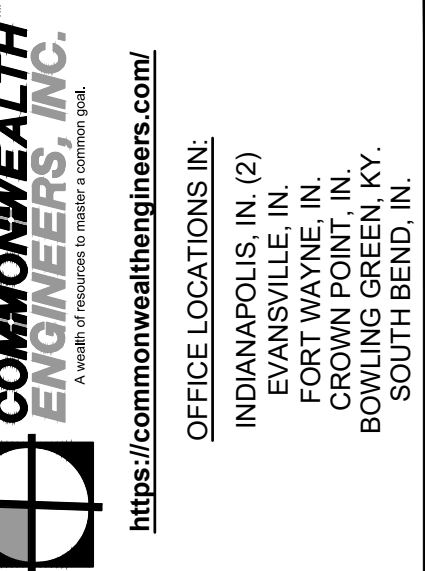 COMMONWEALTH
ENGINEERS, INC.
A wealth of resources to master a common goal.
https://commonwealthengineers.com/
OFFICE LOCATIONS IN:
INDIANAPOLIS, IN. (2)
EVANSVILLE, IN.
FORT WAYNE, IN.
CROWN POINT, IN.
BOWLING GREEN, KY.
SOUTH BEND, IN.